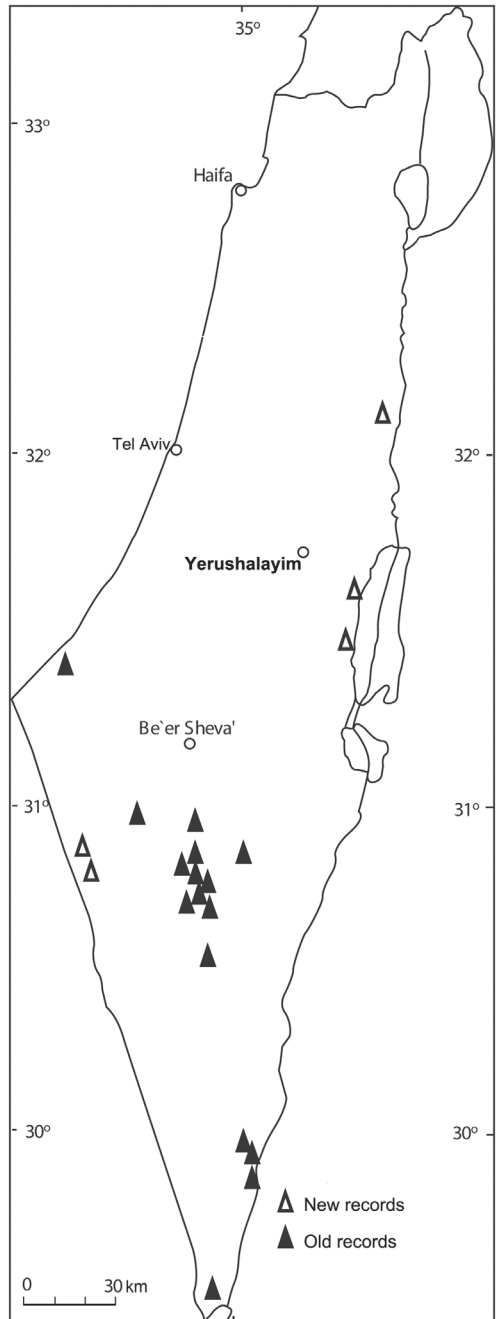 35º
33º
Haifa
Tel Aviv
32º
32º
Yerushalayim
Be`er Sheva'
31º
31º
30º
30º
New records
Old records
0 30 km